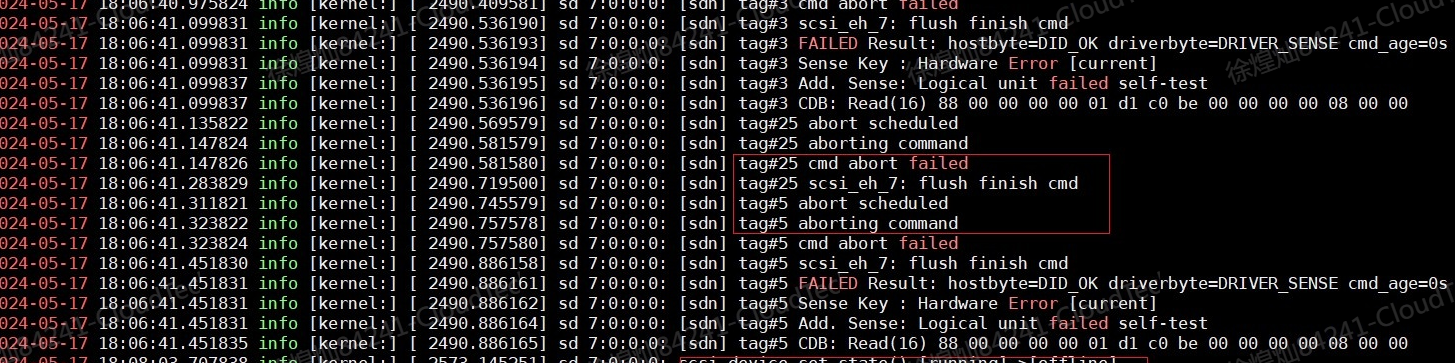 024-05-17 18:06:40.975824 info [kernel:] [ 2490.409581] sd 7:0:0:0: [sdn] tag#3 cmd abort failed
024-05-17 18:06:41.099831 info [kernel:] [ 2490.536190] sd 7:0:0:0: [sdn] tag#3 scsi_eh_7: flush finish cmd
024-05-17 18:06:41.099831 info [kernel:] [ 2490.536193] sd 7:0:0:0: [sdn] tag#3 FAILED Result: hostbyte=DID_OK driverbyte=DRIVER_SENSE cmd_age=0s
024-05-17 18:06:41.099831 info [kernel:] [ 2490.536194] sd 7:0:0:0: [sdn] tag#3 Sense Key : Hardware Error [current]
024-05-17 18:06:41.099837 info [kernel:] [ 2490.536195] sd 7:0:0:0: [sdn] tag#3 Add. Sense: Logical unit failed self-test
024-05-17 18:06:41.099837 info [kernel:] [ 2490.536196] sd 7:0:0:0: [sdn] tag#3 CDB: Read(16) 88 00 00 00 00 01 d1 c0 be 00 00 00 00 08 00 00
024-05-17 18:06:41.135822 info [kernel:] [ 2490.569579] sd 7:0:0:0: [sdn] tag#25 abort scheduled
024-05-17 18:06:41.147824 info [kernel:] [ 2490.581579] sd 7:0:0:0: [sdn] tag#25 aborting command
024-05-17 18:06:41.147826 info [kernel:] [ 2490.581580] sd 7:0:0:0: [sdn] tag#25 cmd abort failed
024-05-17 18:06:41.283829 info [kernel:] [ 2490.719500] sd 7:0:0:0: [sdn] tag#25 scsi_eh_7: flush finish cmd
024-05-17 18:06:41.311821 info [kernel:] [ 2490.745579] sd 7:0:0:0: [sdn] tag#5 abort scheduled
024-05-17 18:06:41.323822 info [kernel:] [ 2490.757578] sd 7:0:0:0: [sdn] tag#5 aborting command
024-05-17 18:06:41.323824 info [kernel:] [ 2490.757580] sd 7:0:0:0: [sdn] tag#5 cmd abort failed
024-05-17 18:06:41.451830 info [kernel:] [ 2490.886158] sd 7:0:0:0: [sdn] tag#5 scsi_eh_7: flush finish cmd
024-05-17 18:06:41.451831 info [kernel:] [ 2490.886161] sd 7:0:0:0: [sdn] tag#5 FAILED Result: hostbyte=DID_OK driverbyte=DRIVER_SENSE cmd_age=0s
024-05-17 18:06:41.451831 info [kernel:] [ 2490.886162] sd 7:0:0:0: [sdn] tag#5 Sense Key : Hardware Error [current]
024-05-17 18:06:41.451831 info [kernel:] [ 2490.886164] sd 7:0:0:0: [sdn] tag#5 Add. Sense: Logical unit failed self-test
024-05-17 18:06:41.451835 info [kernel:] [ 2490.886165] sd 7:0:0:0: [sdn] tag#5 CDB: Read(16) 88 00 00 00 00 01 d1 c0 c6 00 00 00 00 08 00 00
024-05-17 18:08:03.707838 info [kernel:] [ 2573.145251] sd 7:0:0:0: